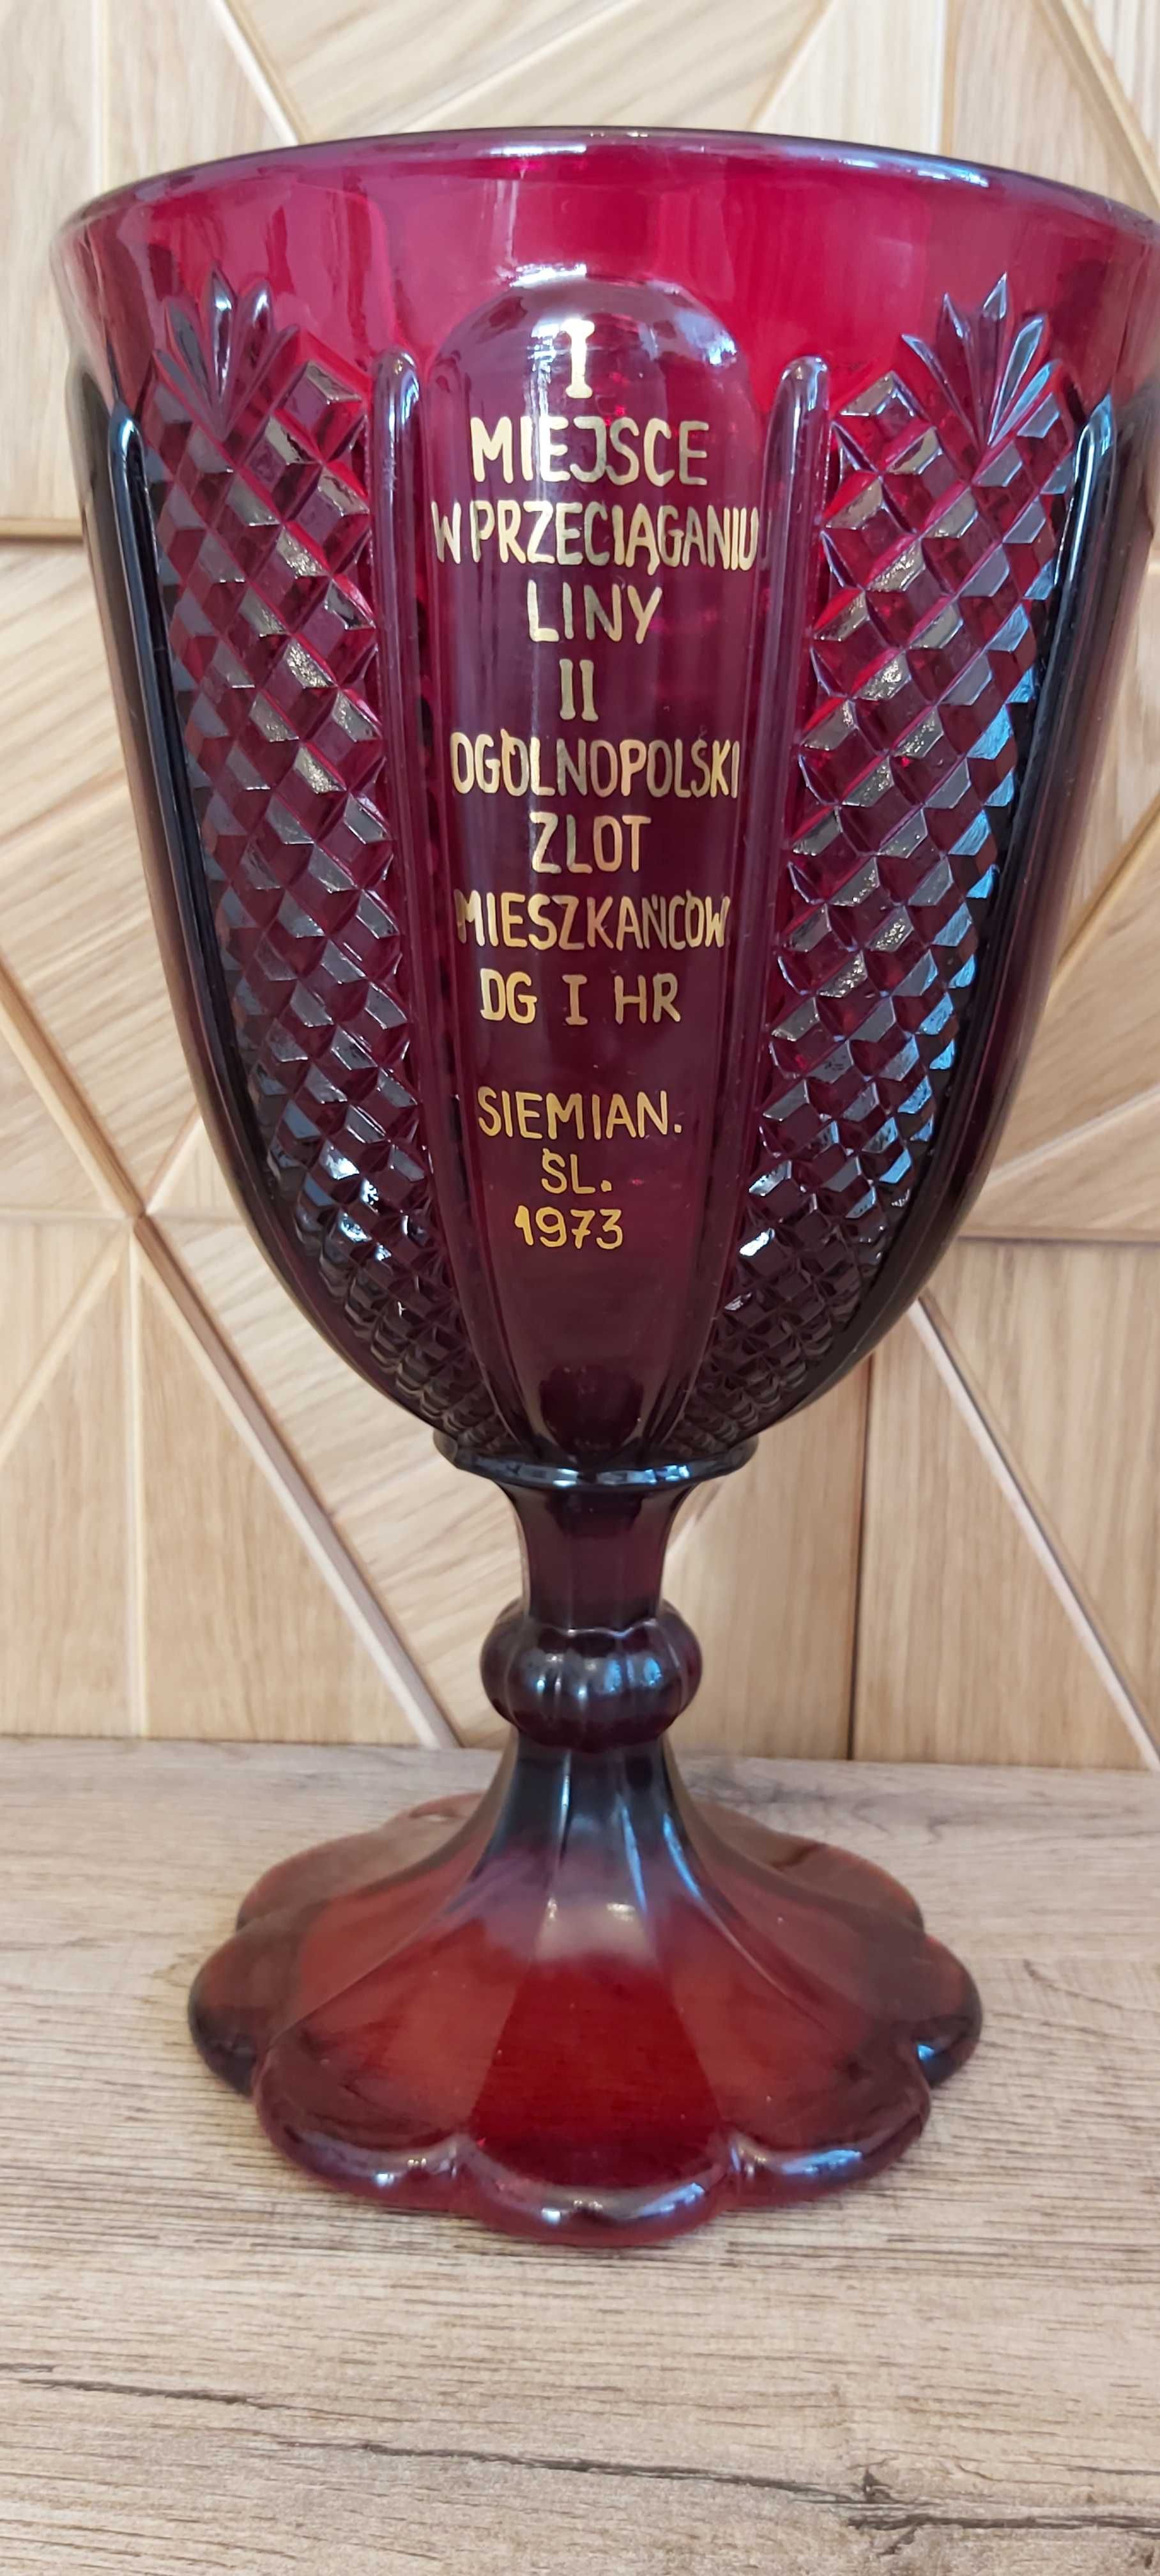 I
MIEJSCE
W PRZECIĄGANIU
LINY
II
OGÓLNOPOLSKI
ZLOT
MIESZKAŃCÓW
DG I HR
SIEMIAN.
ŚL.
1973